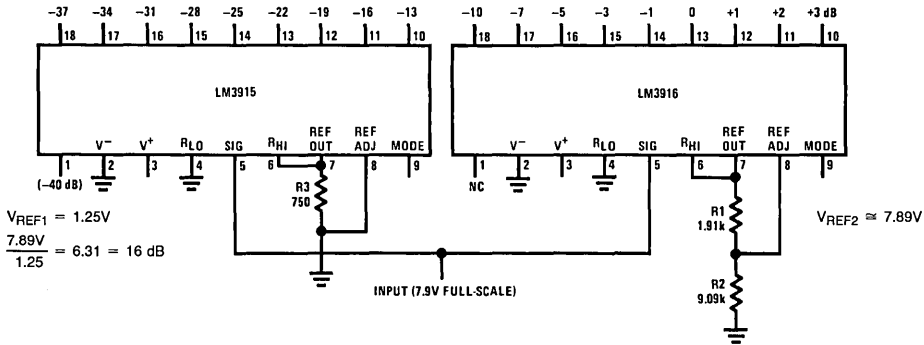 −37 −34 −31 −28 −25 −22 −19 −16 −13
18 17 16 15 14 13 12 11 10
LM3915
V− V+ RLO SIG RHI REF OUT REF ADJ MODE
1 2 3 4 5 6 7 8 9
(−40 dB)
R3
750
VREF1 = 1.25V
7.89V
1.25
= 6.31 = 16 dB
−10 −7 −5 −3 −1 0 +1 +2 +3 dB
18 17 16 15 14 13 12 11 10
LM3916
V− V+ RLO SIG RHI REF OUT REF ADJ MODE
1 2 3 4 5 6 7 8 9
NC
R1
1.91k
R2
9.09k
VREF2 ≅ 7.89V
INPUT (7.9V FULL-SCALE)